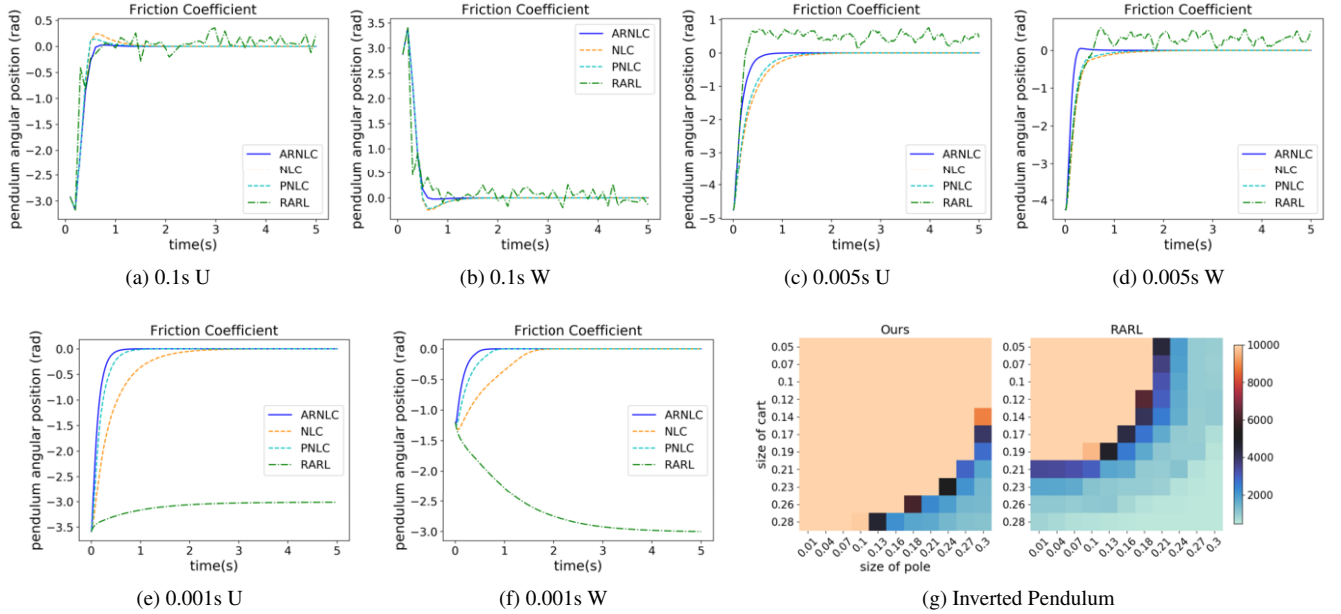 Friction Coefficient
pendulum angular position (rad)
0.5
0.0
−0.5
−1.0
−1.5
−2.0
−2.5
−3.0
ARNLC
NLC
PNLC
RARL
0 1 2 3 4 5
time(s)
(a) 0.1s U
Friction Coefficient
pendulum angular position (rad)
3.5
3.0
2.5
2.0
1.5
1.0
0.5
0.0
ARNLC
NLC
PNLC
RARL
0 1 2 3 4 5
time(s)
(b) 0.1s W
Friction Coefficient
pendulum angular position (rad)
1
0
−1
−2
−3
−4
−5
ARNLC
NLC
PNLC
RARL
0 1 2 3 4 5
time(s)
(c) 0.005s U
Friction Coefficient
pendulum angular position (rad)
0
−1
−2
−3
−4
ARNLC
NLC
PNLC
RARL
0 1 2 3 4 5
time(s)
(d) 0.005s W
Friction Coefficient
pendulum angular position (rad)
0.0
−0.5
−1.0
−1.5
−2.0
−2.5
−3.0
−3.5
ARNLC
NLC
PNLC
RARL
0 1 2 3 4 5
time(s)
(e) 0.001s U
Friction Coefficient
pendulum angular position (rad)
0.0
−0.5
−1.0
−1.5
−2.0
−2.5
−3.0
ARNLC
NLC
PNLC
RARL
0 1 2 3 4 5
time(s)
(f) 0.001s W
Ours
size of cart
0.05
0.07
0.1
0.12
0.14
0.17
0.19
0.21
0.23
0.26
0.28
0.01 0.04 0.07 0.1 0.13 0.16 0.18 0.21 0.24 0.27 0.3
size of pole
RARL
0.05
0.07
0.1
0.12
0.14
0.17
0.19
0.21
0.23
0.26
0.28
0.01 0.04 0.07 0.1 0.13 0.16 0.18 0.21 0.24 0.27 0.3
10000
8000
6000
4000
2000
(g) Inverted Pendulum